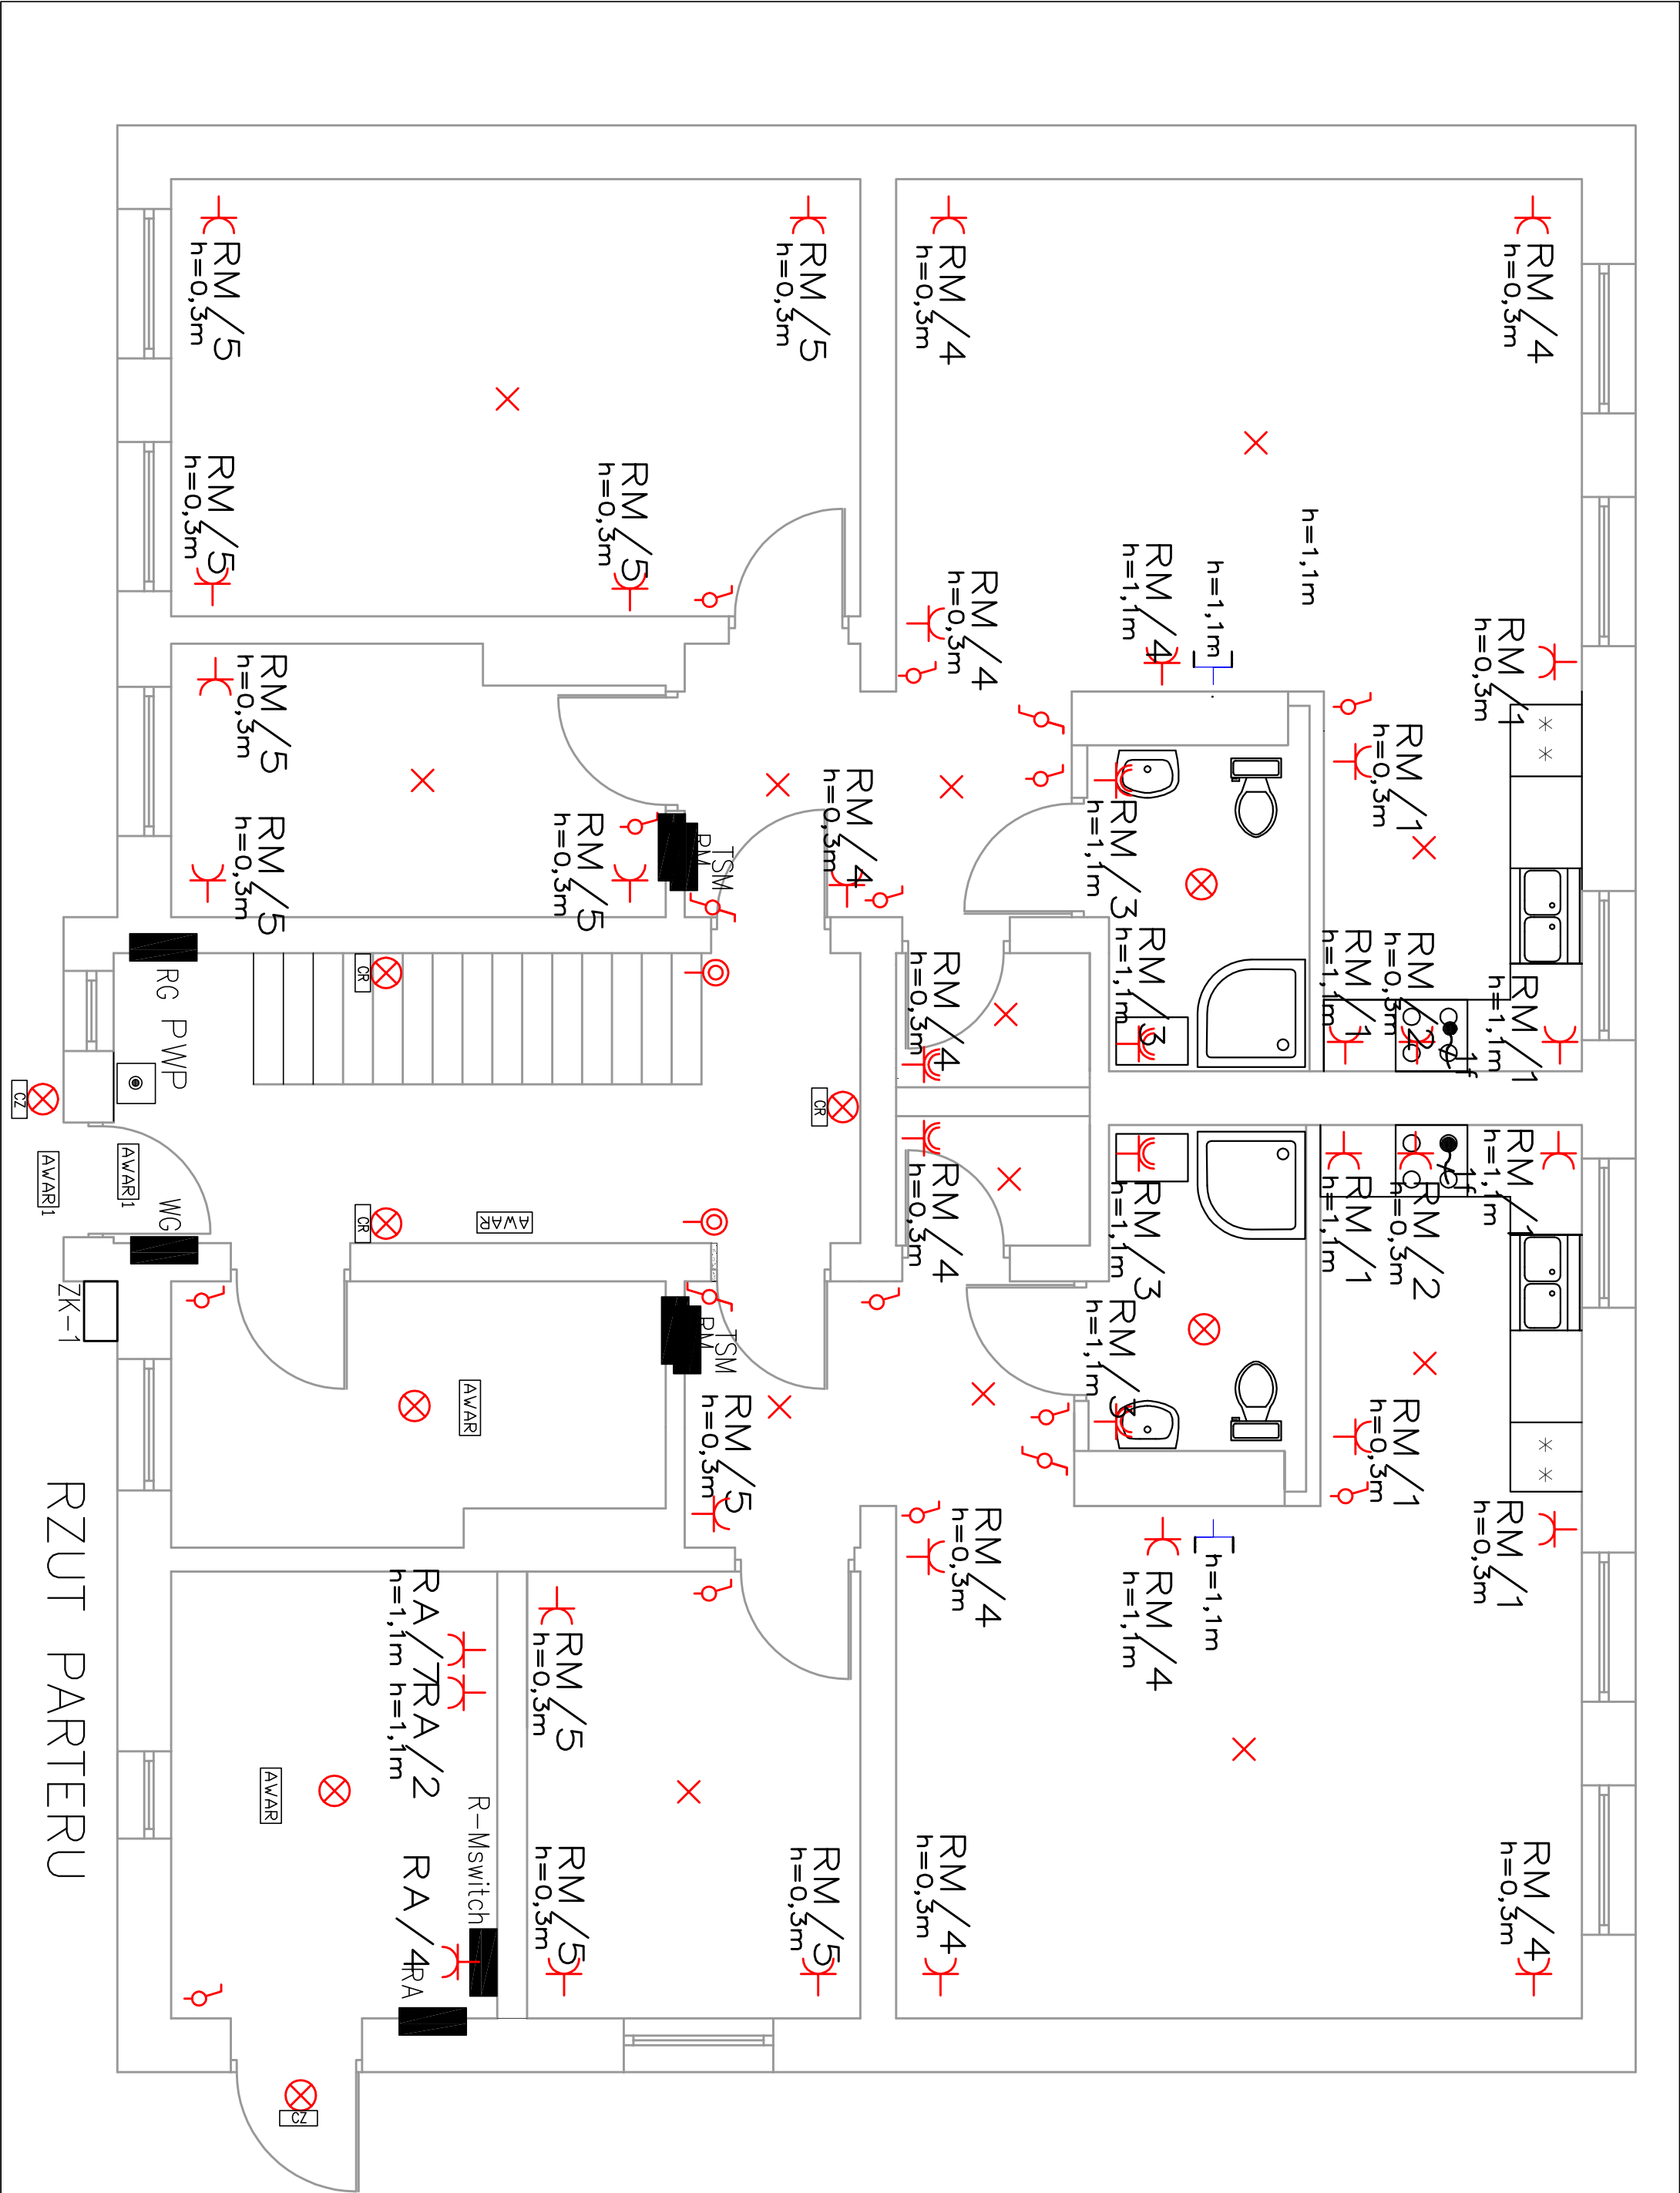 RM/4
h=0,3m
RM/4
h=0,3m
RM/5
h=0,3m
RM/5
h=0,3m
h=1,1m
h=1,1m
RM/4
h=1,1m
RM/4
h=0,3m
RM/5
h=0,3m
RM/5
h=0,3m
RM/1
h=0,3m
RM/1
h=0,3m
RM/3
h=1,1m
RM/4
h=0,3m
TSM
RM
RM/5
h=0,3m
RM/5
h=0,3m
RM/5
h=0,3m
RM/1
h=1,1m
1f
RM/2
h=0,3m
RM/1
h=1,1m
RM/3
h=1,1m
RM/4
h=0,3m
CR
RG
PWP
CR
CZ
AWAR1
AWAR1
WG
CR
AWAR
RM/1
h=1,1m
1f
RM/2
h=0,3m
RM/1
h=1,1m
RM/3
h=1,1m
RM/4
h=0,3m
RM/3
h=1,1m
TSM
RM
ZK-1
AWAR
RM/1
h=0,3m
RM/5
h=0,3m
RM/1
h=0,3m
RM/4
h=0,3m
h=1,1m
RM/4
h=1,1m
RM/5
h=0,3m
RA/7
h=1,1m
RA/2
h=1,1m
AWAR
R-Mswitch
RM/4
h=0,3m
RM/4
h=0,3m
RM/5
h=0,3m
RM/5
h=0,3m
RA/4
RA
CZ
RZUT PARTERU